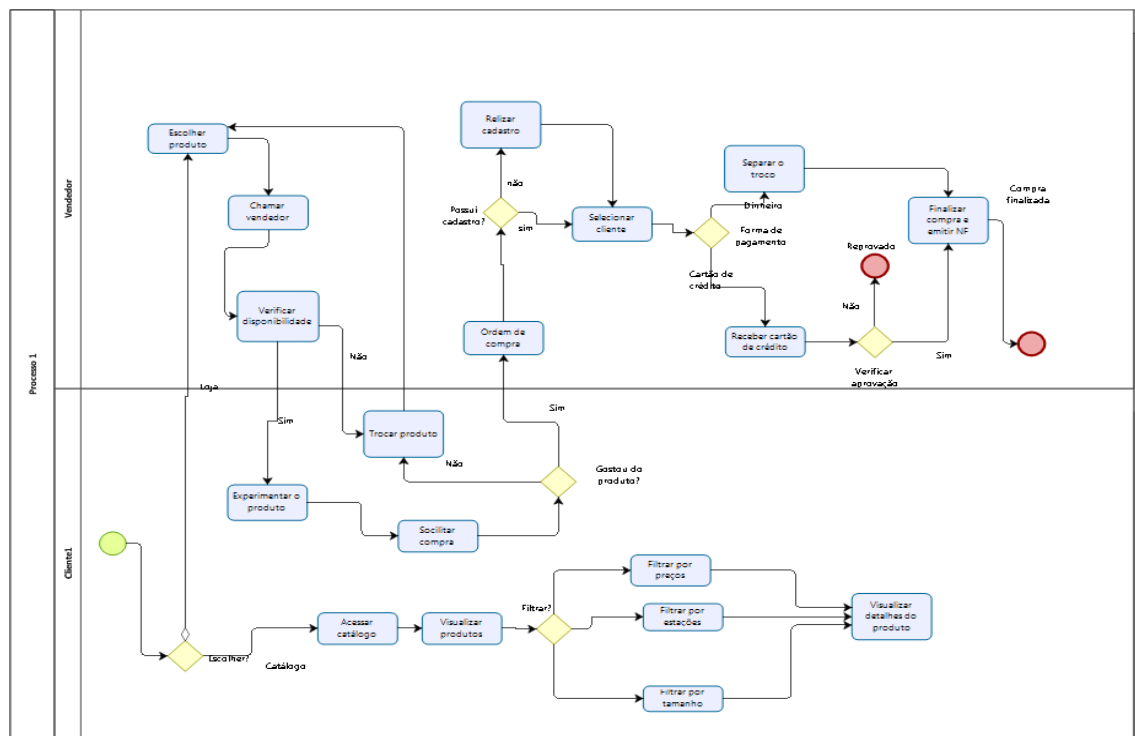 Processo 1
Vendedor
Cliente1
Escolher
produto
Chamar
vendedor
Verificar
disponibilidade
Não
Sim
Loja
Relizar
cadastro
não
Possui
cadastro?
sim
Selecionar
cliente
Ordem de
compra
Separar o
troco
Dinheiro
Forma de
pagamento
Cartão de
crédito
Receber cartão
de crédito
Verificar
aprovação
Não
Reprovado
Sim
Finalizar
compra e
emitir NF
Compra
finalizada
Trocar produto
Não
Sim
Gostou do
produto?
Experimentar o
produto
Socilitar
compra
Escolher?
Catálogo
Acessar
catálogo
Visualizar
produtos
Filtrar?
Filtrar por
preços
Filtrar por
estações
Filtrar por
tamanho
Visualizar
detalhes do
produto